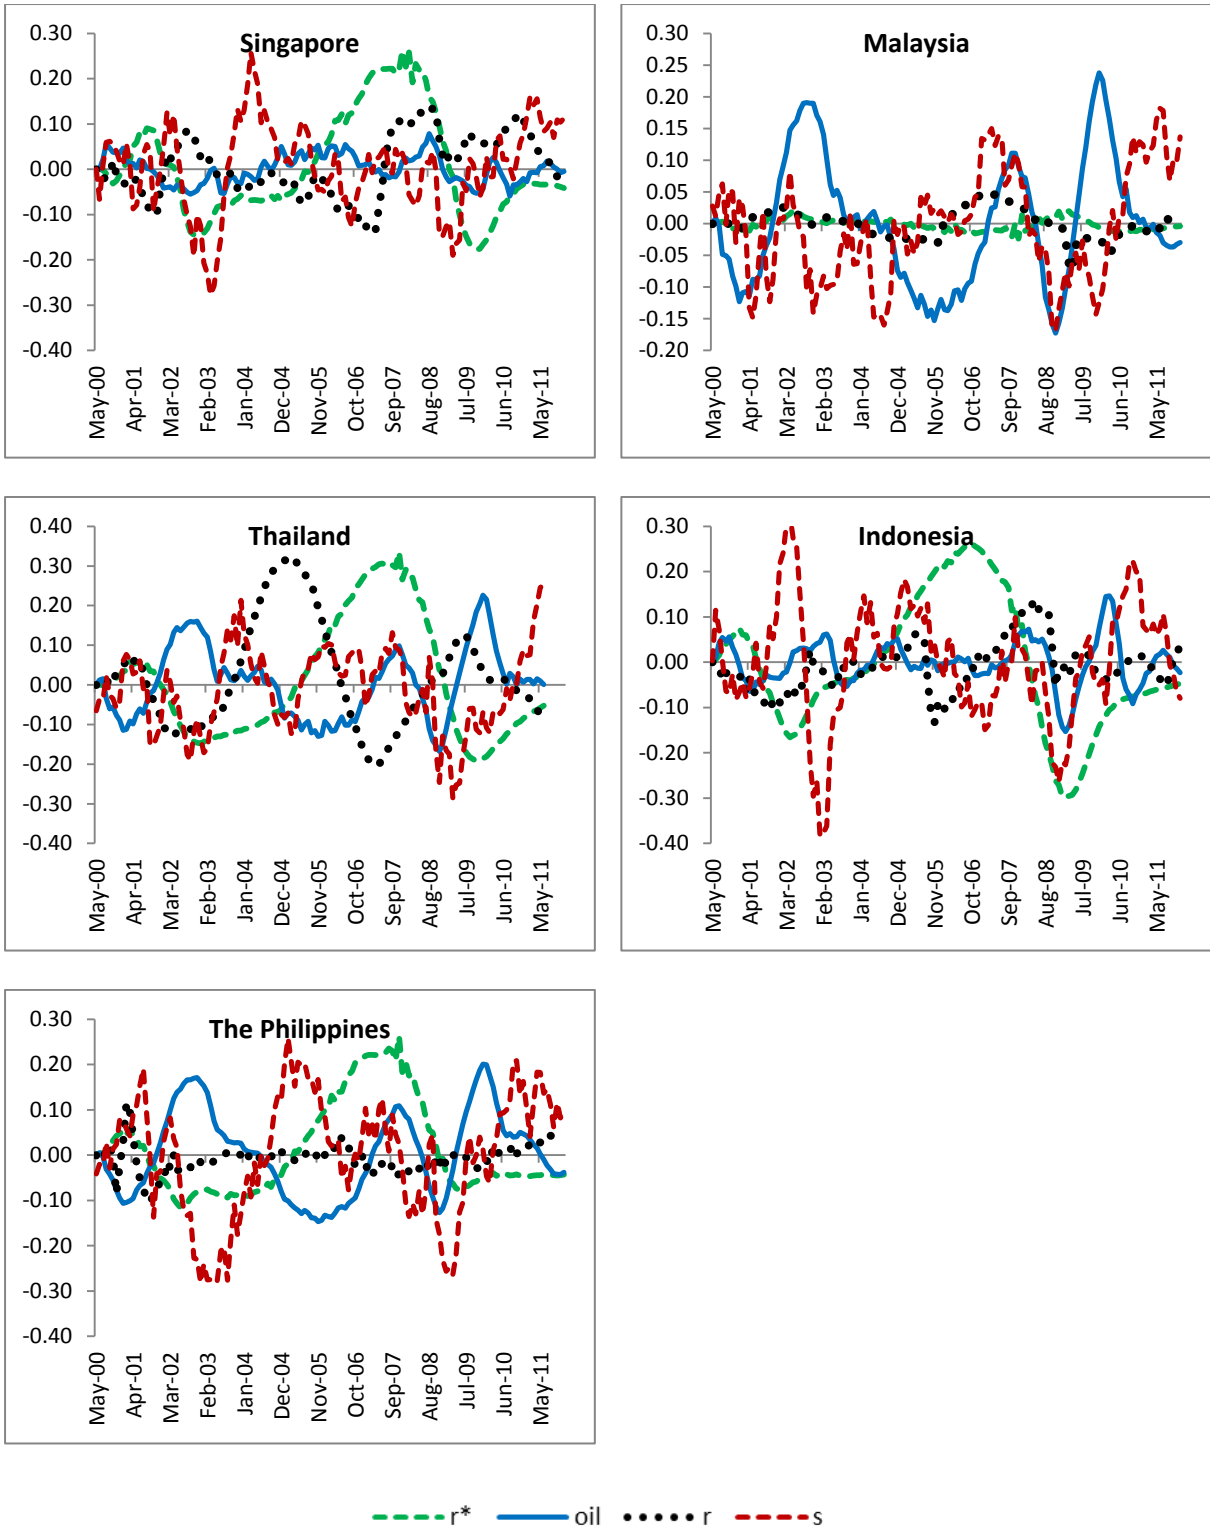 Singapore
0.30
0.20
0.10
0.00
-0.10
-0.20
-0.30
-0.40
May-00
Apr-01
Mar-02
Feb-03
Jan-04
Dec-04
Nov-05
Oct-06
Sep-07
Aug-08
Jul-09
Jun-10
May-11
Malaysia
0.30
0.25
0.20
0.15
0.10
0.05
0.00
-0.05
-0.10
-0.15
-0.20
May-00
Apr-01
Mar-02
Feb-03
Jan-04
Dec-04
Nov-05
Oct-06
Sep-07
Aug-08
Jul-09
Jun-10
May-11
Thailand
0.40
0.30
0.20
0.10
0.00
-0.10
-0.20
-0.30
-0.40
May-00
Apr-01
Mar-02
Feb-03
Jan-04
Dec-04
Nov-05
Oct-06
Sep-07
Aug-08
Jul-09
Jun-10
May-11
Indonesia
0.30
0.20
0.10
0.00
-0.10
-0.20
-0.30
-0.40
May-00
Apr-01
Mar-02
Feb-03
Jan-04
Dec-04
Nov-05
Oct-06
Sep-07
Aug-08
Jul-09
Jun-10
May-11
The Philippines
0.30
0.20
0.10
0.00
-0.10
-0.20
-0.30
-0.40
May-00
Apr-01
Mar-02
Feb-03
Jan-04
Dec-04
Nov-05
Oct-06
Sep-07
Aug-08
Jul-09
Jun-10
May-11
r* oil r s